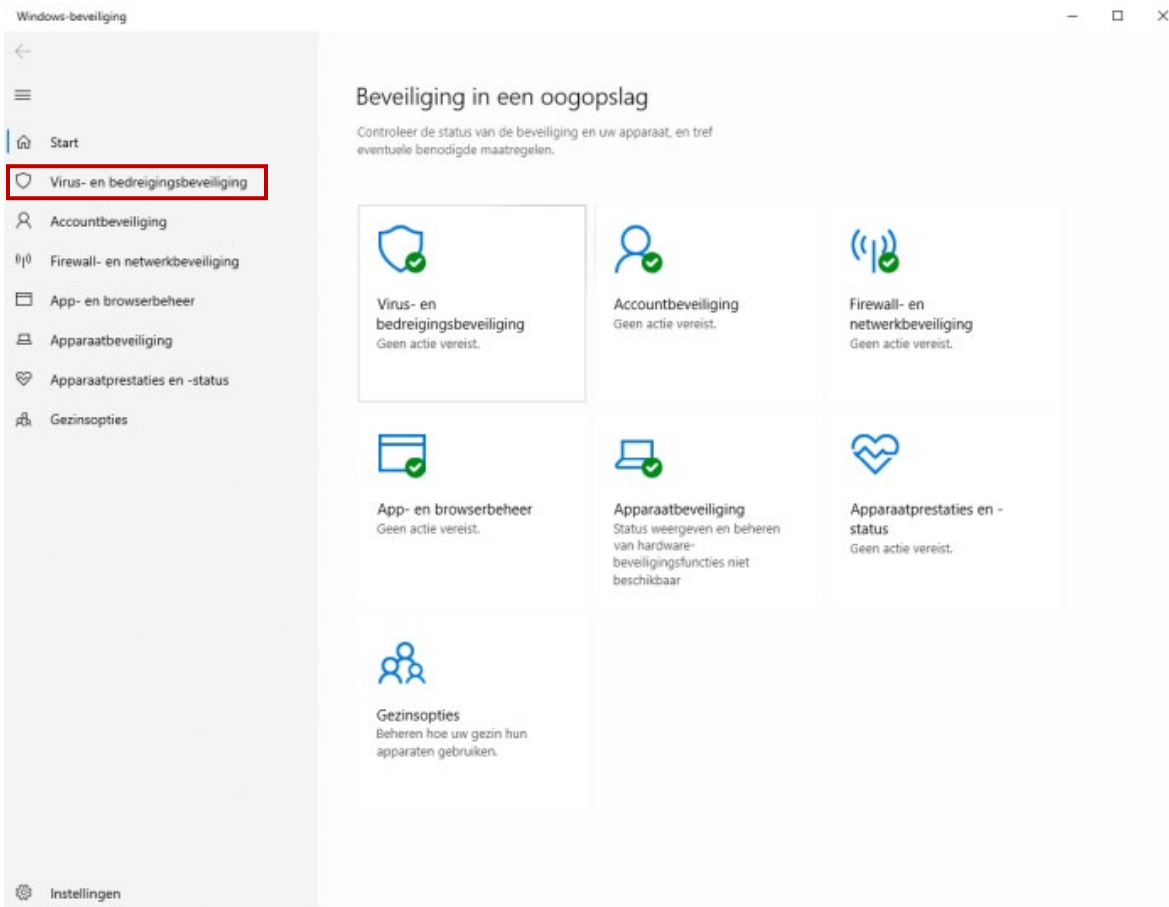 Windows-beveiliging
Start
Virus- en bedreigingsbeveiliging
Accountbeveiliging
Firewall- en netwerkbeveiliging
App- en browserbeheer
Apparaatbeveiliging
Apparaatprestaties en -status
Gezinsopties
Instellingen
Beveiliging in een oogopslag
Controleer de status van de beveiliging en uw apparaat, en tref
eventuele benodigde maatregelen.
Virus- en
bedreigingsbeveiliging
Geen actie vereist.
Accountbeveiliging
Geen actie vereist.
Firewall- en
netwerkbeveiliging
Geen actie vereist.
App- en browserbeheer
Geen actie vereist.
Apparaatbeveiliging
Status weergeven en beheren
van hardware-
beveiligingsfuncties niet
beschikbaar
Apparaatprestaties en -
status
Geen actie vereist.
Gezinsopties
Beheren hoe uw gezin hun
apparaten gebruiken.